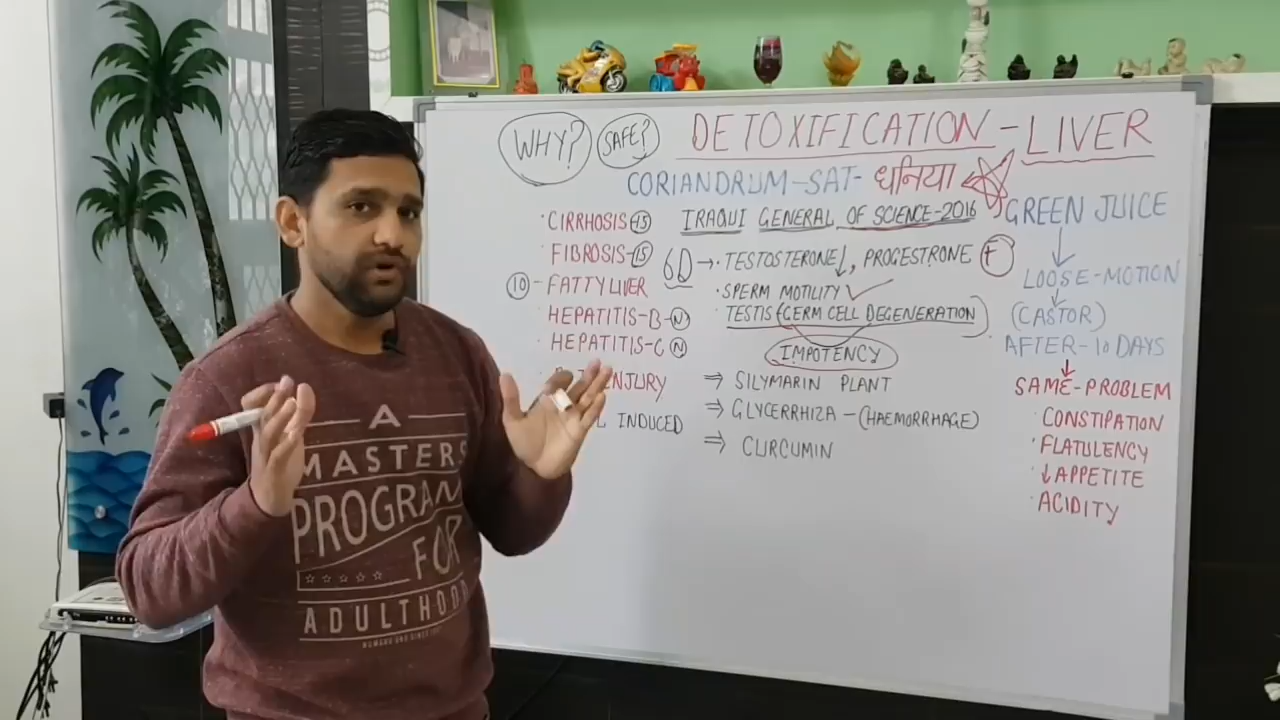 WHY?
SAFE?
DETOXIFICATION - LIVER
CORIANDRUM-SAT- धनिया
IRAQUI GENERAL OF SCIENCE-2016
· CIRRHOSIS 45
· FIBROSIS- 15
10 - FATTY LIVER
· HEPATITIS-B- N
· HEPATITIS-C N
INJURY
INDUCED
6D → · TESTOSTERONE↓, PROGESTRONE F
· SPERM MOTILITY ✓
· TESTIS (GERM CELL DEGENERATION)
IMPOTENCY
⇒ SILYMARIN PLANT
⇒ GLYCERRHIZA - (HAEMORRHAGE)
⇒ CURCUMIN
GREEN JUICE
↓
LOOSE-MOTION
↓
(CASTOR)
AFTER-10 DAYS
↓
SAME-PROBLEM
· CONSTIPATION
· FLATULENCY
· ↓APPETITE
· ACIDITY
A
MASTERS
PROGRAM
FOR
ADULTHOOD